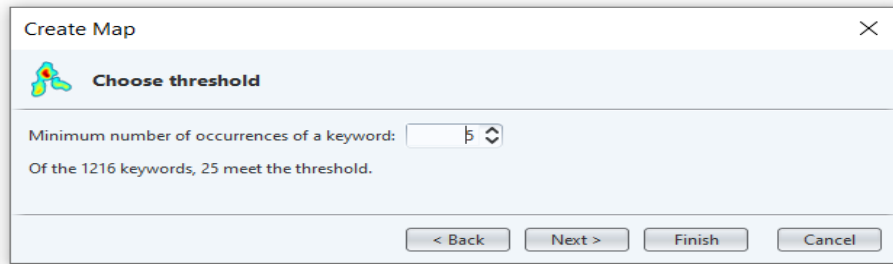 Create Map
Choose threshold
Minimum number of occurrences of a keyword: 5
Of the 1216 keywords, 25 meet the threshold.
< Back Next > Finish Cancel